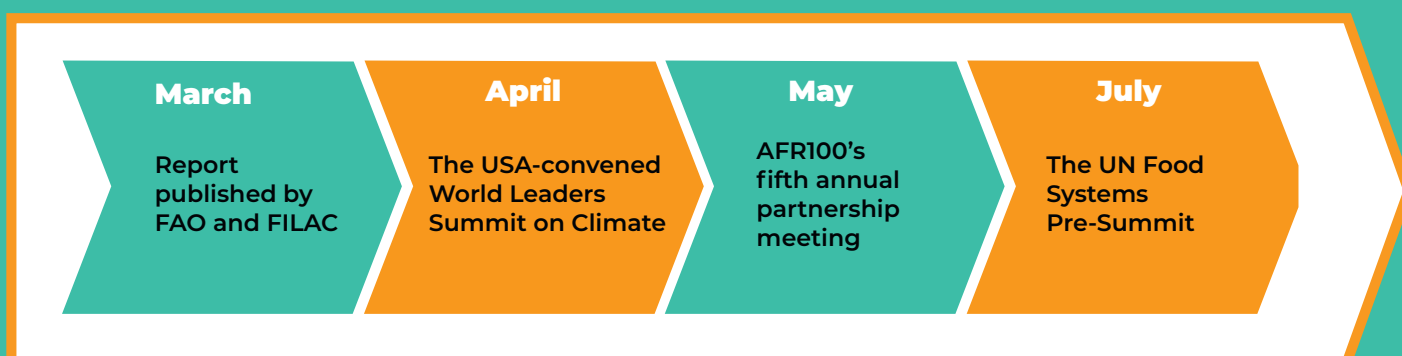 March
Report
published by
FAO and FILAC
April
The USA-convened
World Leaders
Summit on Climate
May
AFR100’s
fifth annual
partnership
meeting
July
The UN Food
Systems
Pre-Summit